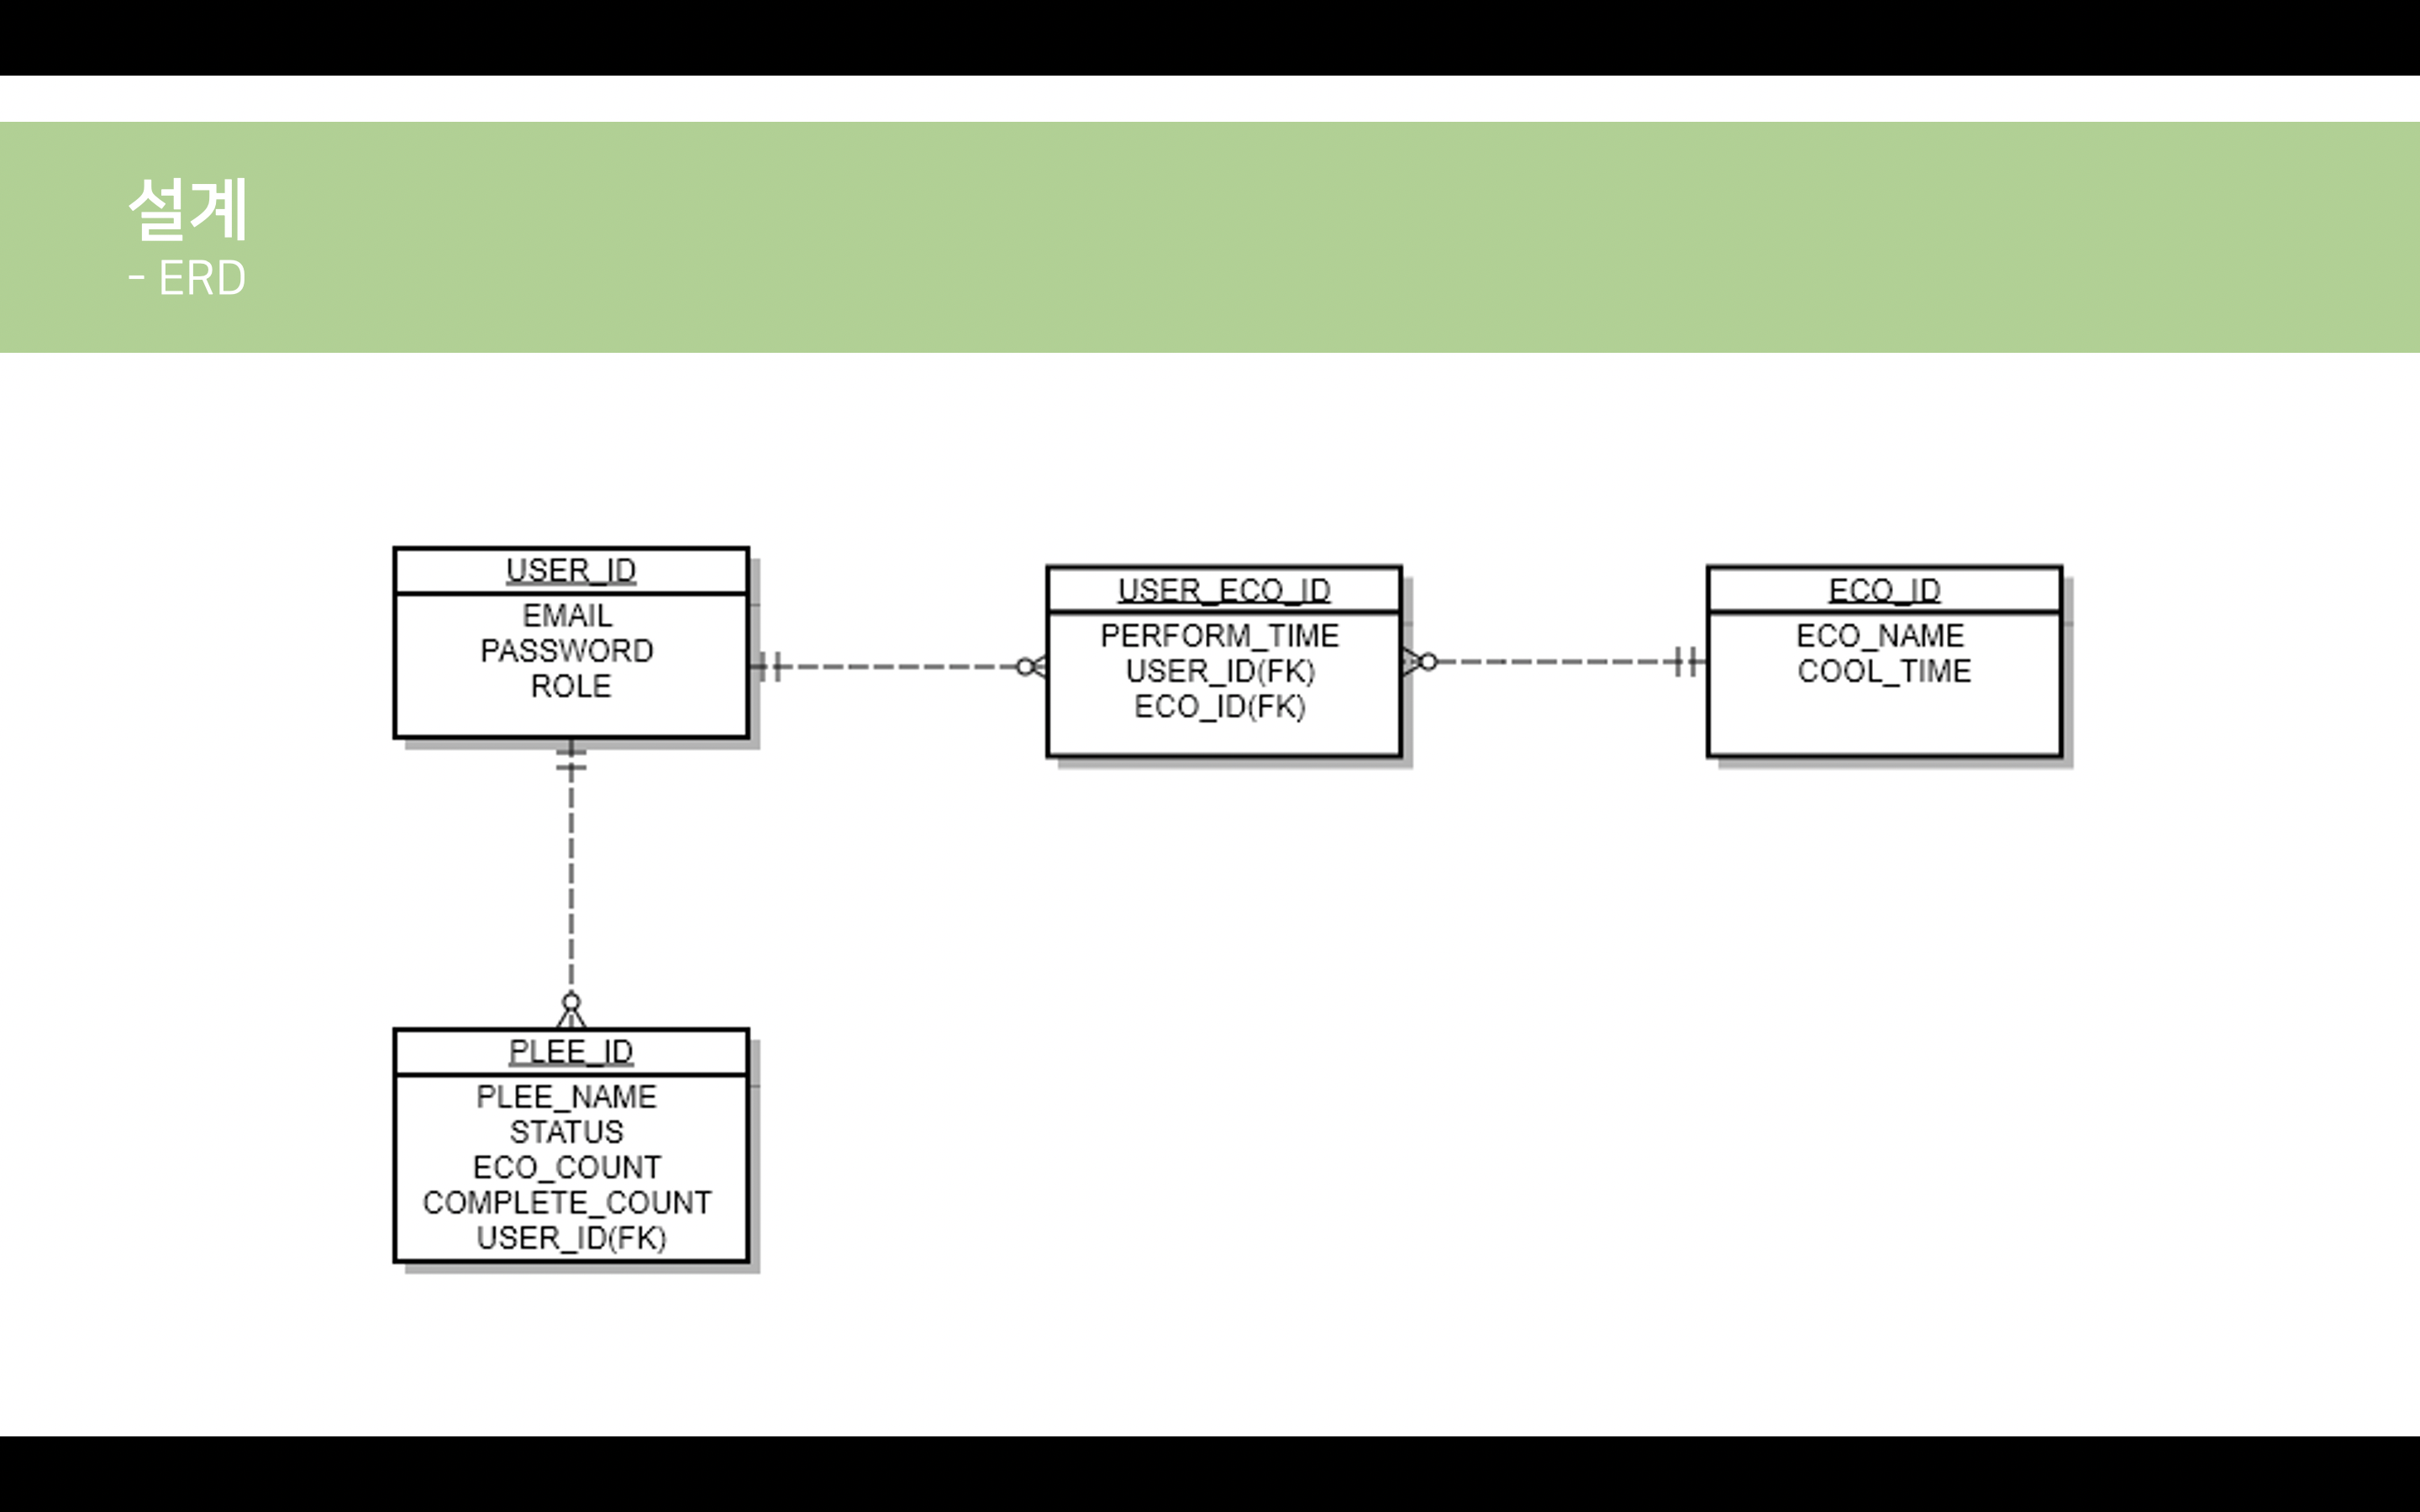 설계
- ERD
USER_ID
EMAIL
PASSWORD
ROLE
USER_ECO_ID
PERFORM_TIME
USER_ID(FK)
ECO_ID(FK)
ECO_ID
ECO_NAME
COOL_TIME
PLEE_ID
PLEE_NAME
STATUS
ECO_COUNT
COMPLETE_COUNT
USER_ID(FK)